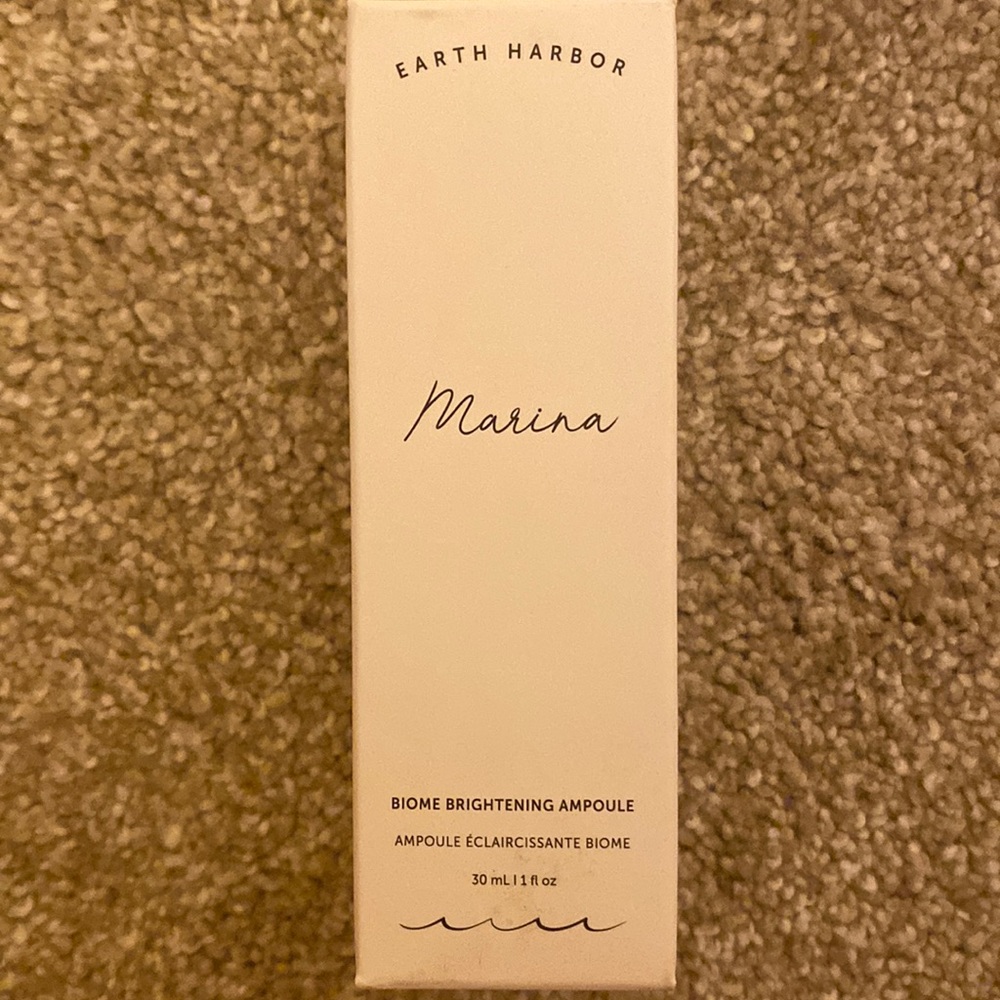 EARTH HARBOR
Marina
BIOME BRIGHTENING AMPOULE
AMPOULE ÉCLAIRCISSANTE BIOME
30 mL | 1 fl oz